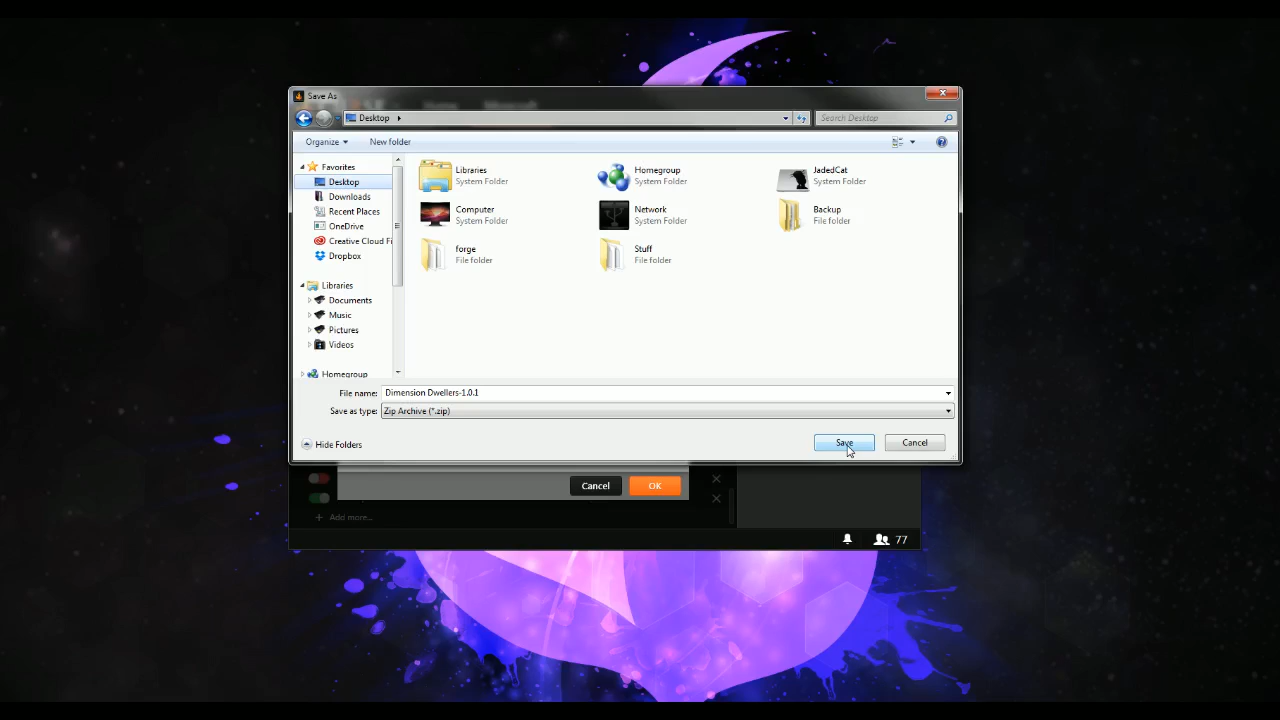 Save As
Desktop
Search Desktop
Organize
New folder
Favorites
Desktop
Downloads
Recent Places
OneDrive
Creative Cloud Fi
Dropbox
Libraries
Documents
Music
Pictures
Videos
Homegroup
Libraries
System Folder
Homegroup
System Folder
JadedCat
System Folder
Computer
System Folder
Network
System Folder
Backup
File folder
forge
File folder
Stuff
File folder
File name: Dimension Dwellers-1.0.1
Save as type: Zip Archive (*.zip)
Hide Folders
Save
Cancel
Cancel
OK
+ Add more...
77